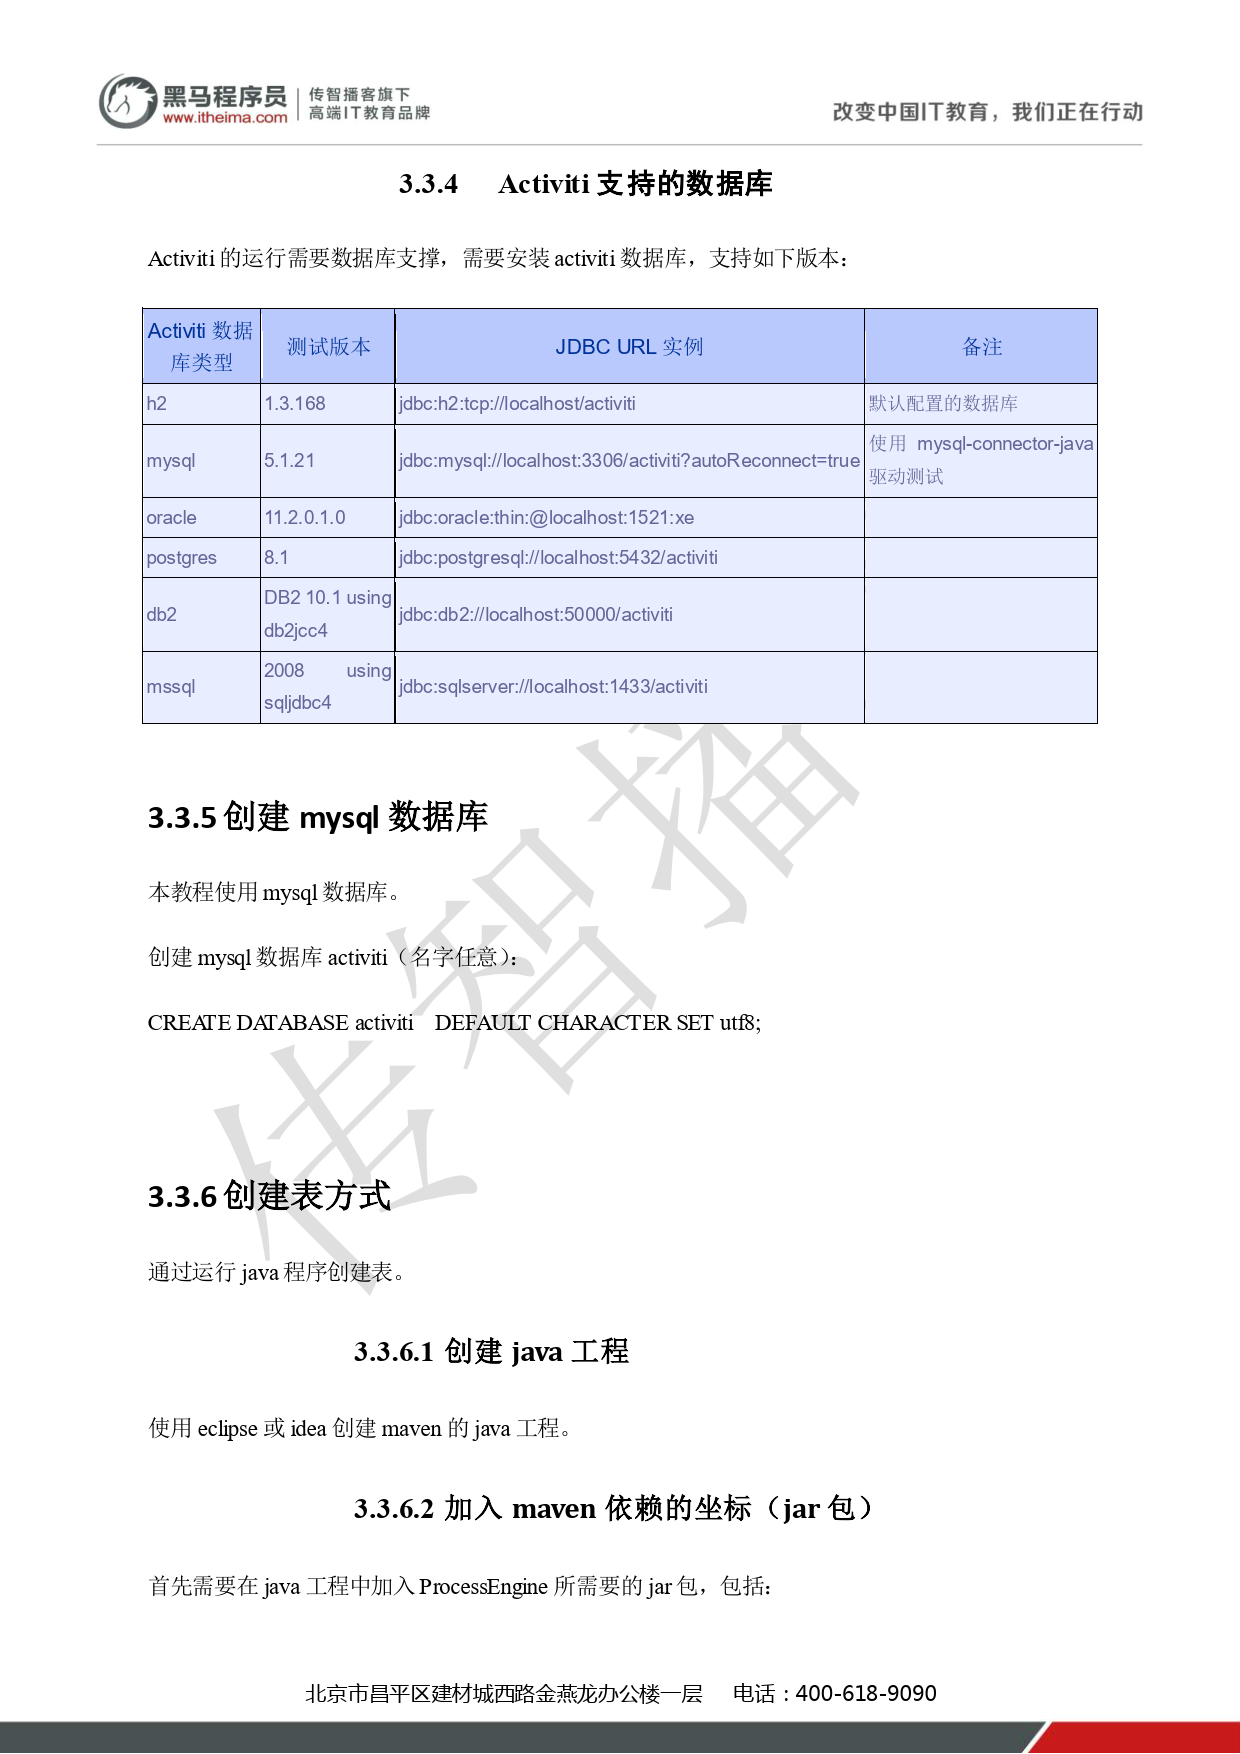 黑马程序员
www.itheima.com
传智播客旗下
高端IT教育品牌
改变中国IT教育，我们正在行动
3.3.4 Activiti 支持的数据库
Activiti 的运行需要数据库支撑，需要安装 activiti 数据库，支持如下版本：
Activiti 数据库类型 测试版本 JDBC URL 实例 备注
h2 1.3.168 jdbc:h2:tcp://localhost/activiti 默认配置的数据库
mysql 5.1.21 jdbc:mysql://localhost:3306/activiti?autoReconnect=true 使用 mysql-connector-java 驱动测试
oracle 11.2.0.1.0 jdbc:oracle:thin:@localhost:1521:xe
postgres 8.1 jdbc:postgresql://localhost:5432/activiti
db2 DB2 10.1 using db2jcc4 jdbc:db2://localhost:50000/activiti
mssql 2008 using sqljdbc4 jdbc:sqlserver://localhost:1433/activiti
3.3.5 创建 mysql 数据库
本教程使用 mysql 数据库。
创建 mysql 数据库 activiti（名字任意）：
CREATE DATABASE activiti DEFAULT CHARACTER SET utf8;
3.3.6 创建表方式
通过运行 java 程序创建表。
3.3.6.1 创建 java 工程
使用 eclipse 或 idea 创建 maven 的 java 工程。
3.3.6.2 加入 maven 依赖的坐标（jar 包）
首先需要在 java 工程中加入 ProcessEngine 所需要的 jar 包，包括：
传智播
北京市昌平区建材城西路金燕龙办公楼一层 电话：400-618-9090